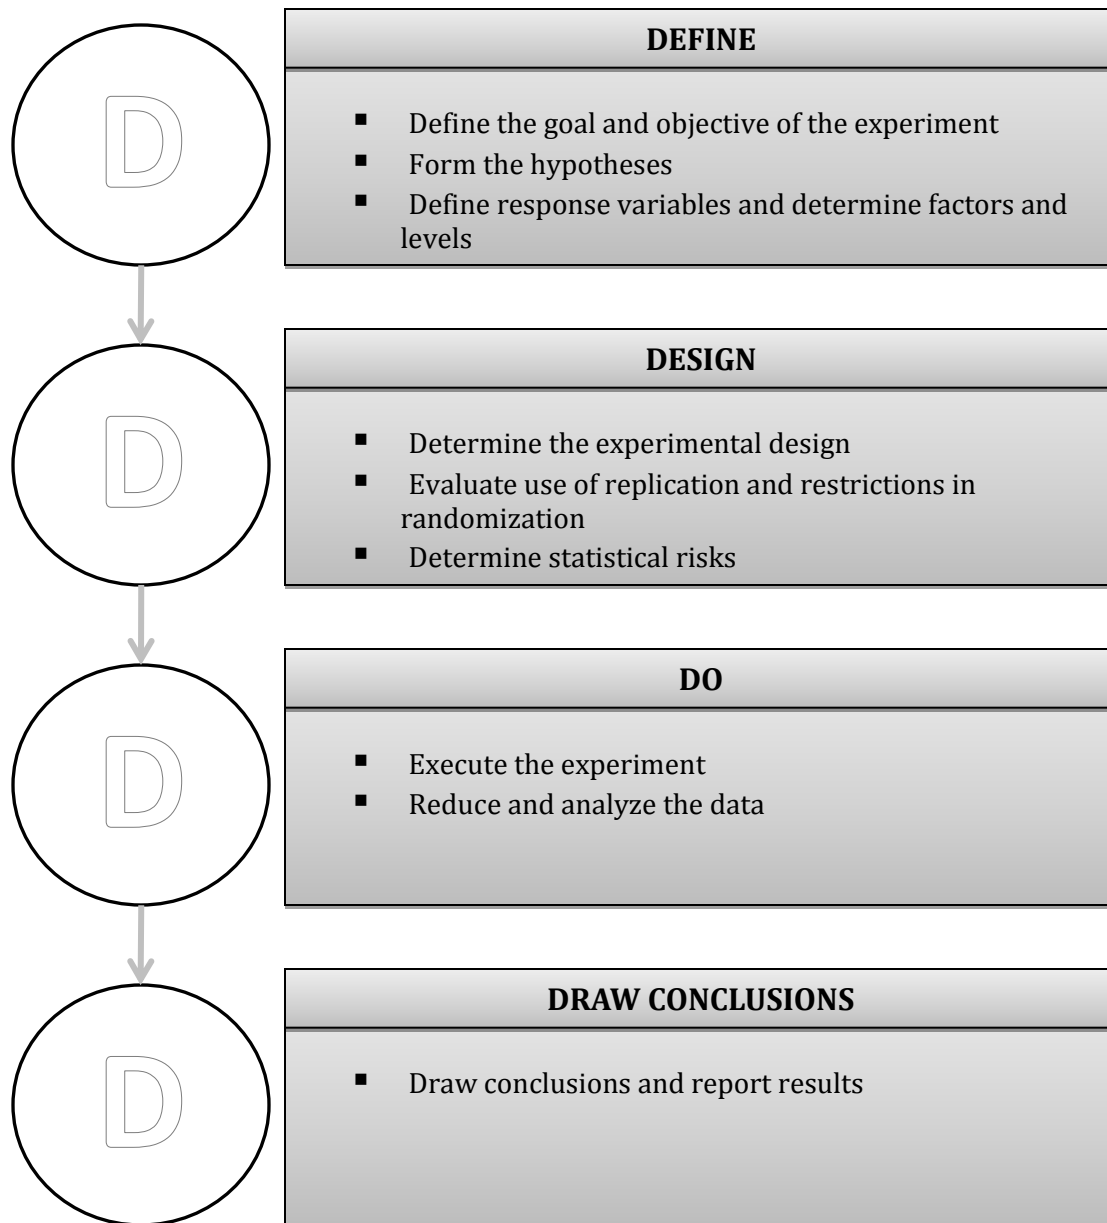 D
DEFINE
▪ Define the goal and objective of the experiment
▪ Form the hypotheses
▪ Define response variables and determine factors and
levels
D
DESIGN
▪ Determine the experimental design
▪ Evaluate use of replication and restrictions in
randomization
▪ Determine statistical risks
D
DO
▪ Execute the experiment
▪ Reduce and analyze the data
D
DRAW CONCLUSIONS
▪ Draw conclusions and report results